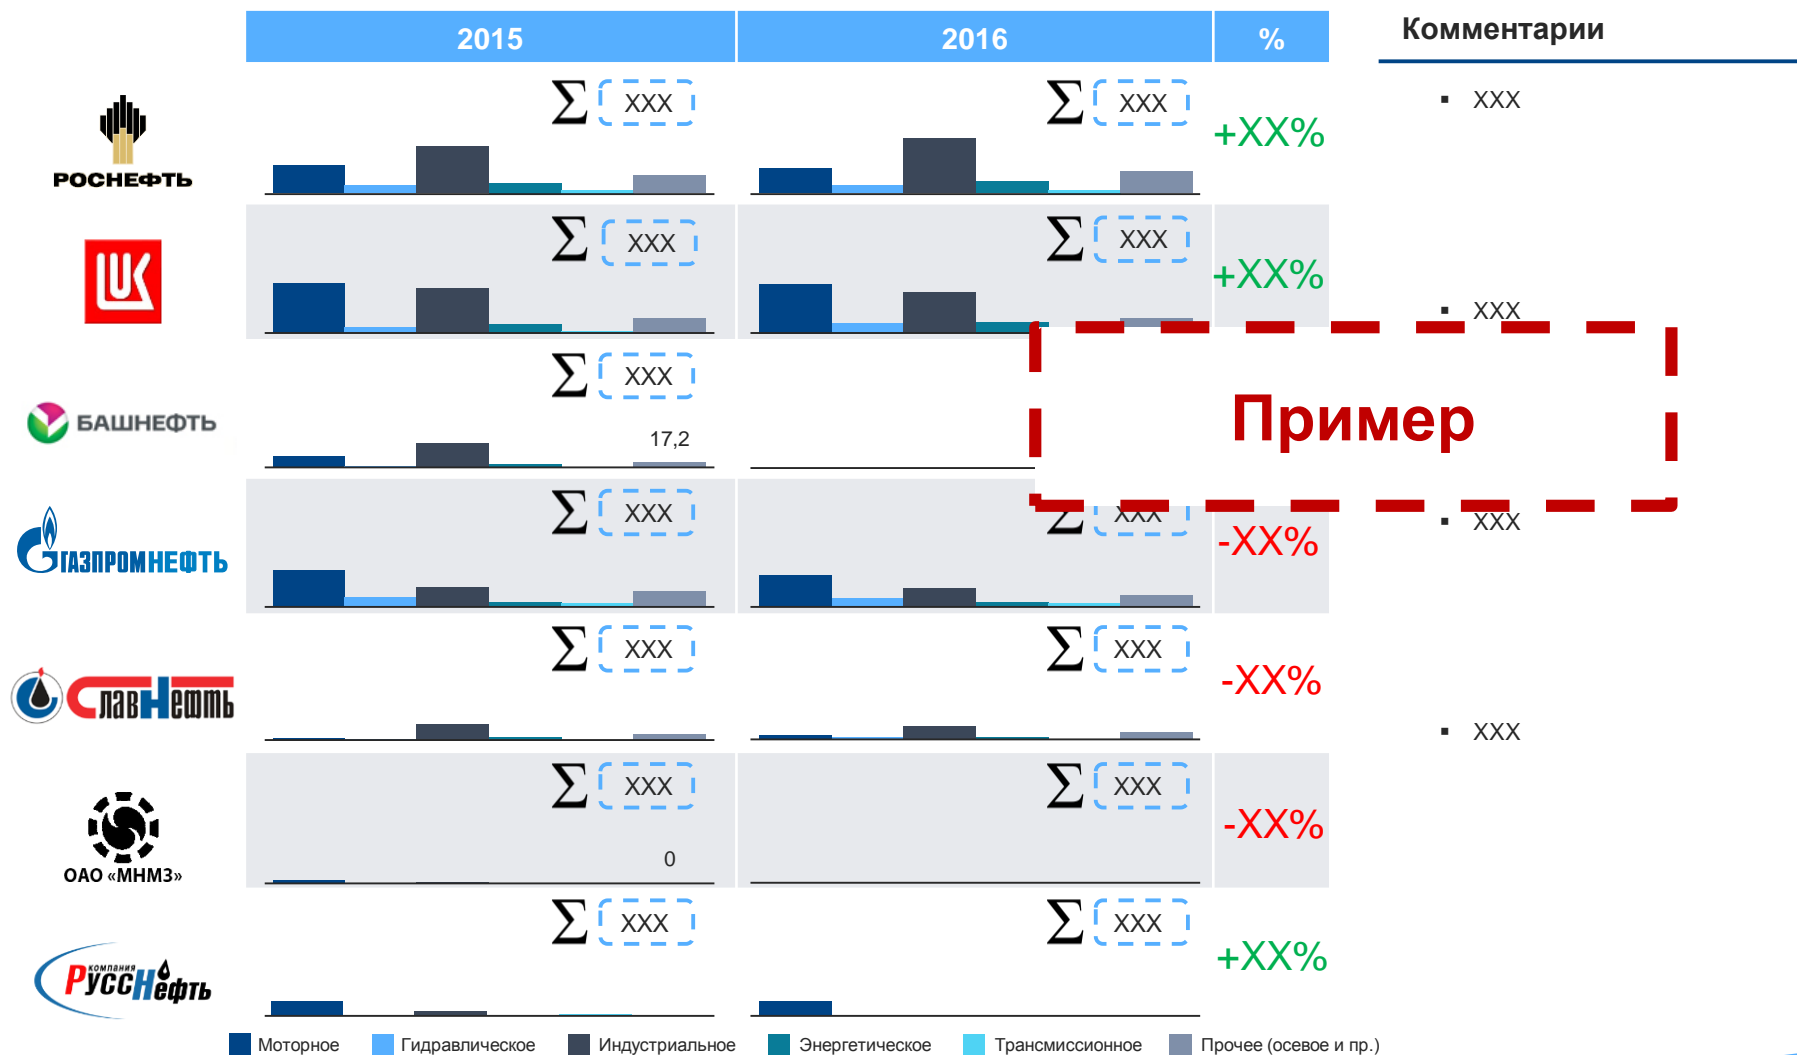 2015 2016 % Комментарии
Σ XXX Σ XXX +XX% ▪ XXX
РОСНЕФТЬ
Σ XXX Σ XXX +XX%
LUK
▪ XXX
Σ XXX
Пример
БАШНЕФТЬ
17,2
Σ XXX Σ XXX -XX% ▪ XXX
ГАЗПРОМНЕФТЬ
Σ XXX Σ XXX -XX%
СлавНефть
▪ XXX
Σ XXX Σ XXX -XX%
0
ОАО «МНМЗ»
Σ XXX Σ XXX +XX%
компания
РуссНефть
Моторное Гидравлическое Индустриальное Энергетическое Трансмиссионное Прочее (осевое и пр.)